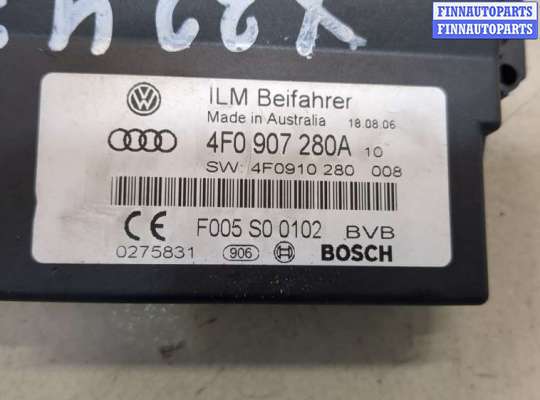 FINNAUTOPARTS
FINNAUTOPARTS
ILM Beifahrer
Made in Australia 18.08.06
4F0 907 280A 10
SW: 4F0910 280 008
CE F005 S0 0102 BVB
0275831 906 BOSCH